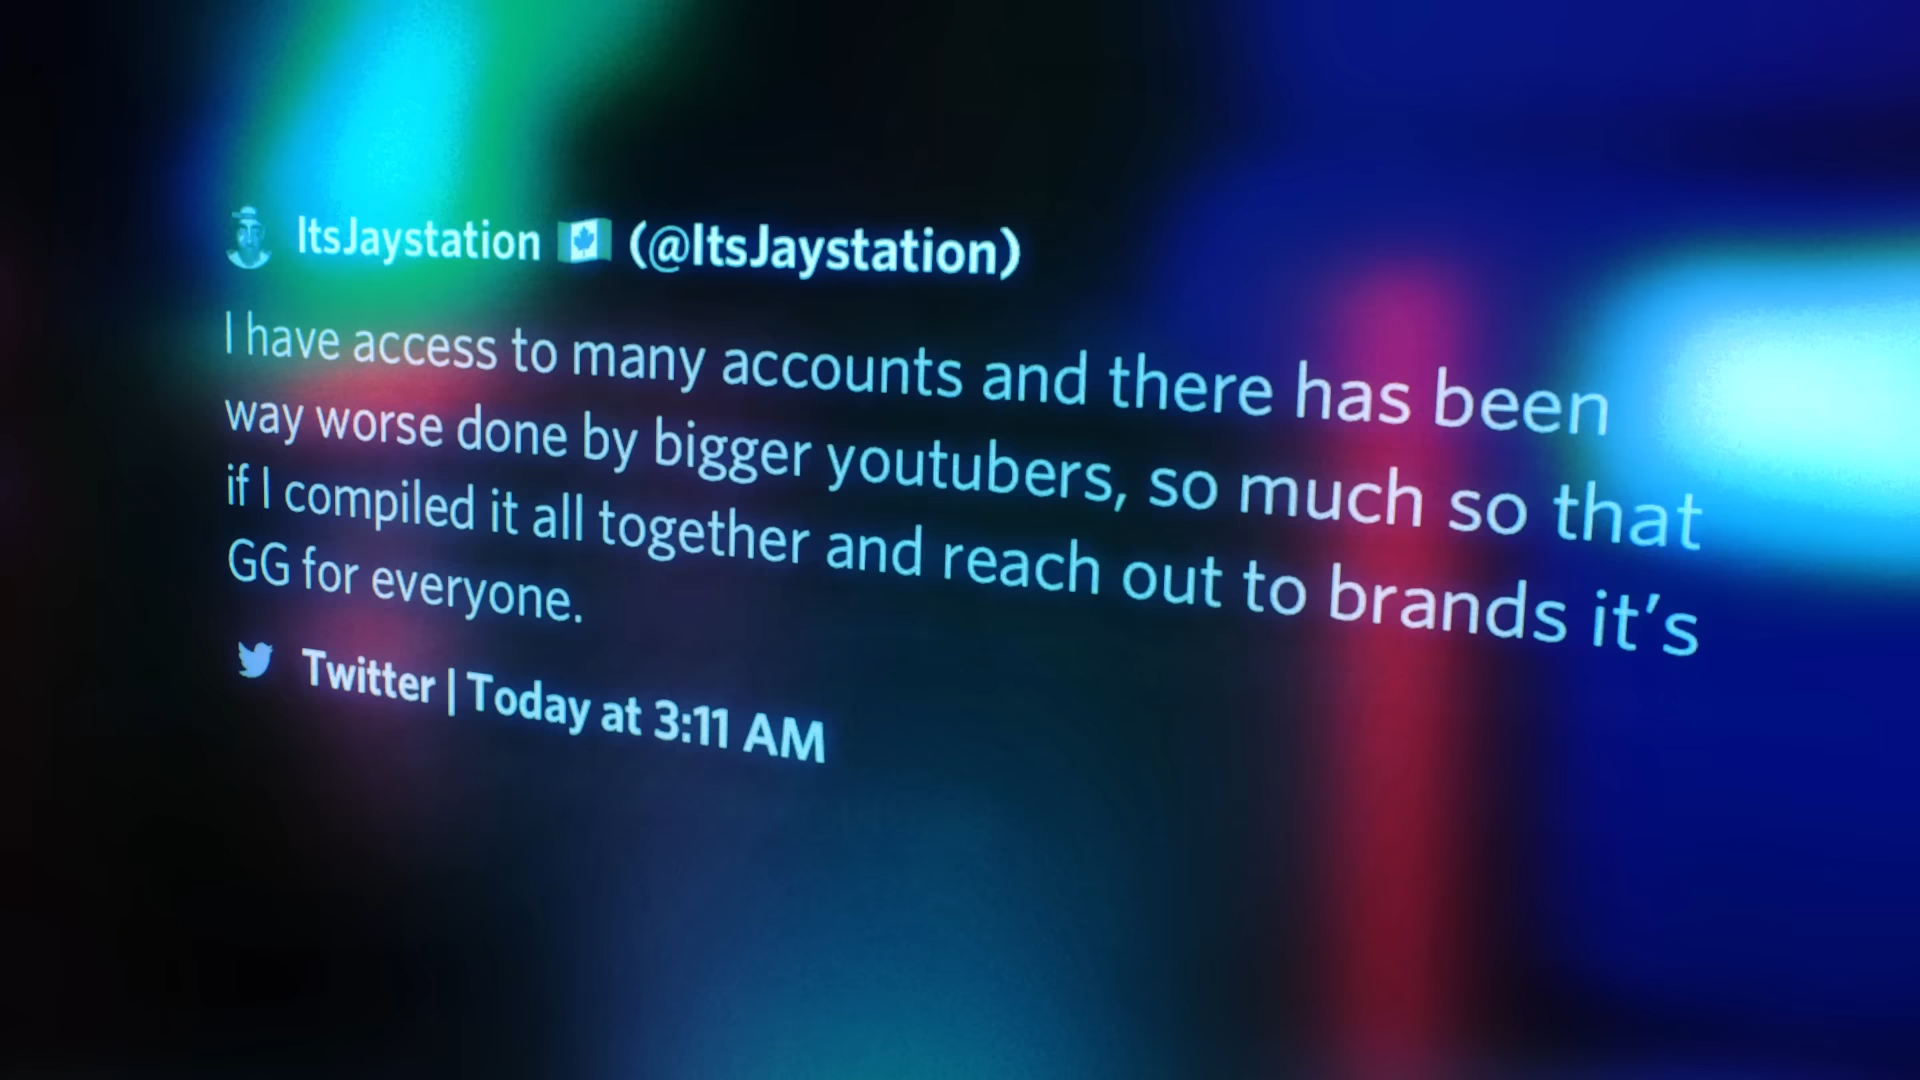 ItsJaystation 🇨🇦 (@ItsJaystation)
I have access to many accounts and there has been
way worse done by bigger youtubers, so much so that
if I compiled it all together and reach out to brands it's
GG for everyone.
Twitter | Today at 3:11 AM